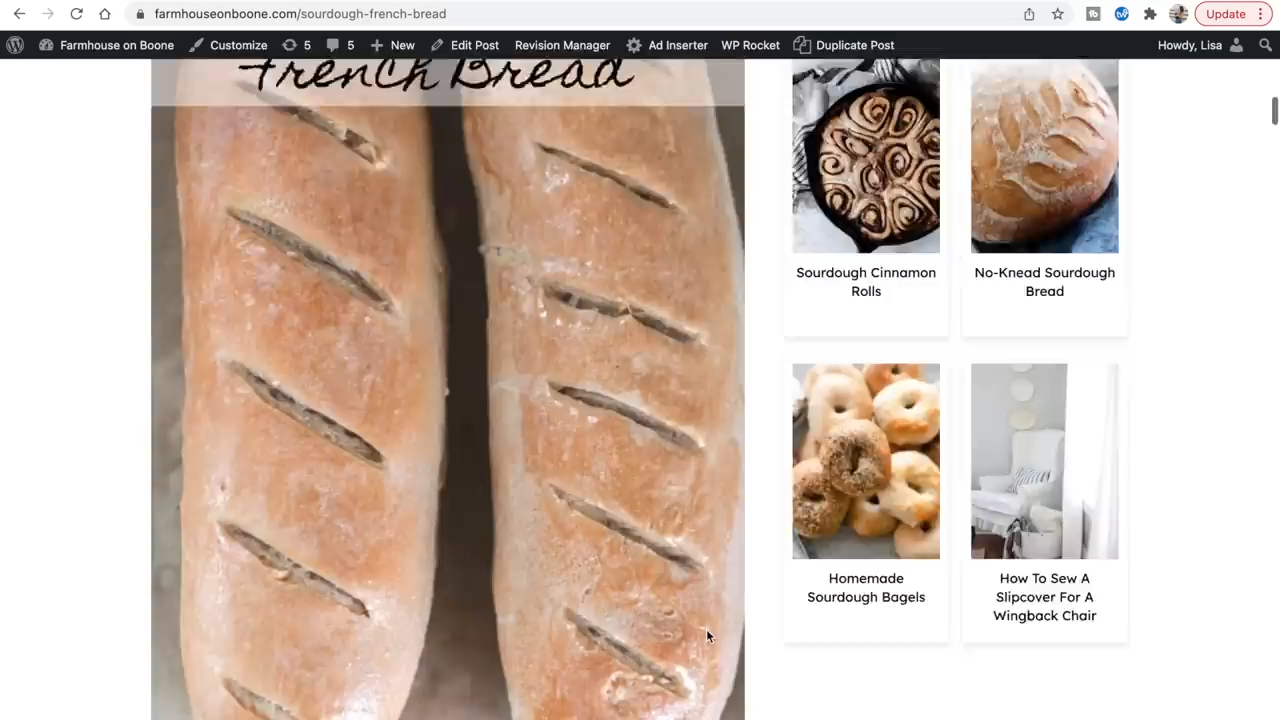 farmhouseonboone.com/sourdough-french-bread
Update
Farmhouse on Boone
Customize
5
5
New
Edit Post
Revision Manager
Ad Inserter
WP Rocket
Duplicate Post
Howdy, Lisa
French Bread
Sourdough Cinnamon
Rolls
No-Knead Sourdough
Bread
Homemade
Sourdough Bagels
How To Sew A
Slipcover For A
Wingback Chair